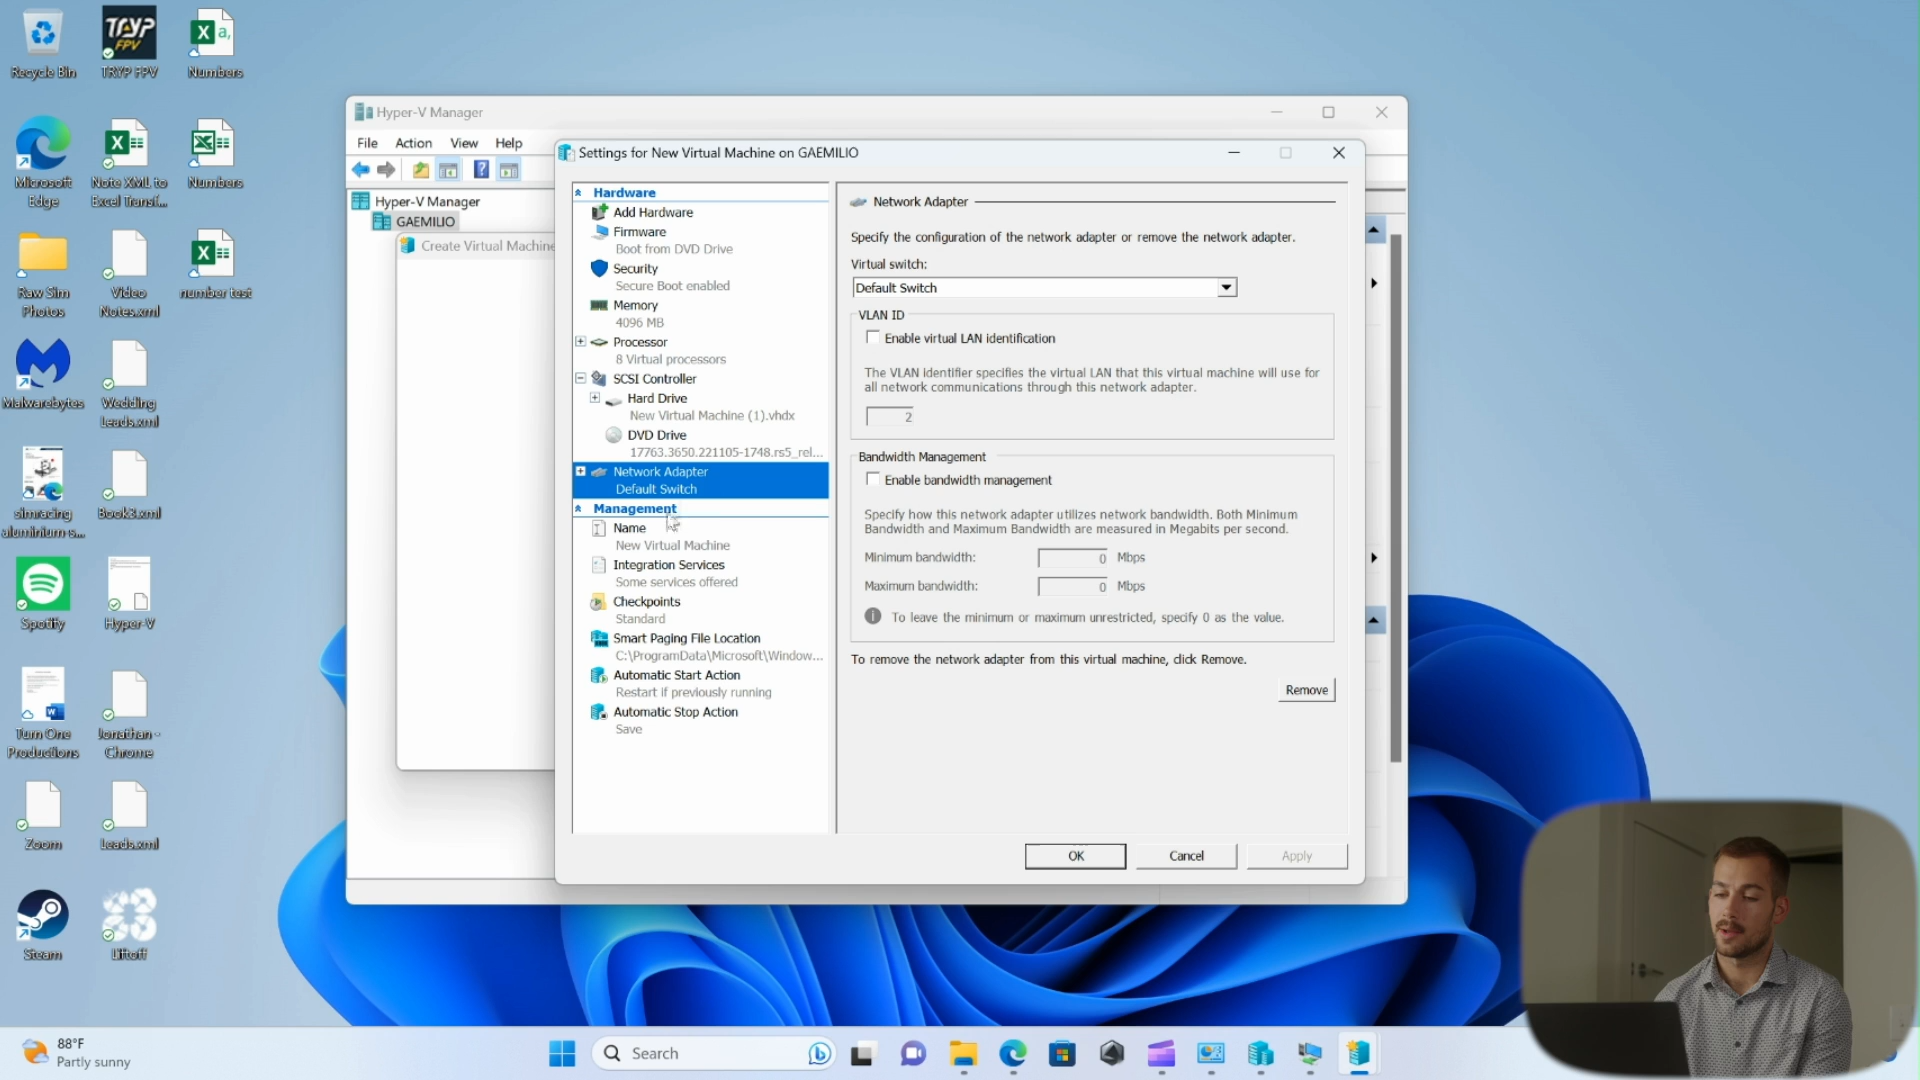 Recycle Bin
TRYP FPV
TRYP FPV
Numbers
Microsoft Edge
Note XML to Excel Transf...
Numbers
Raw Sim Photos
Video Notes.xml
number test
Malwarebytes
Wedding Leads.xml
simracing aluminium-s...
Book3.xml
Spotify
Hyper-V
Turn One Productions
Jonathan - Chrome
Zoom
Leads.xml
Steam
Liftoff
Hyper-V Manager
File Action View Help
Hyper-V Manager
GAEMILIO
Create Virtual Machine
Settings for New Virtual Machine on GAEMILIO
Hardware
Add Hardware
Firmware
Boot from DVD Drive
Security
Secure Boot enabled
Memory
4096 MB
Processor
8 Virtual processors
SCSI Controller
Hard Drive
New Virtual Machine (1).vhdx
DVD Drive
17763.3650.221105-1748.rs5_rel...
Network Adapter
Default Switch
Management
Name
New Virtual Machine
Integration Services
Some services offered
Checkpoints
Standard
Smart Paging File Location
C:\ProgramData\Microsoft\Window...
Automatic Start Action
Restart if previously running
Automatic Stop Action
Save
Network Adapter
Specify the configuration of the network adapter or remove the network adapter.
Virtual switch:
Default Switch
VLAN ID
Enable virtual LAN identification
The VLAN identifier specifies the virtual LAN that this virtual machine will use for
all network communications through this network adapter.
2
Bandwidth Management
Enable bandwidth management
Specify how this network adapter utilizes network bandwidth. Both Minimum
Bandwidth and Maximum Bandwidth are measured in Megabits per second.
Minimum bandwidth: 0 Mbps
Maximum bandwidth: 0 Mbps
To leave the minimum or maximum unrestricted, specify 0 as the value.
To remove the network adapter from this virtual machine, click Remove.
Remove
OK Cancel Apply
88°F
Partly sunny
Search